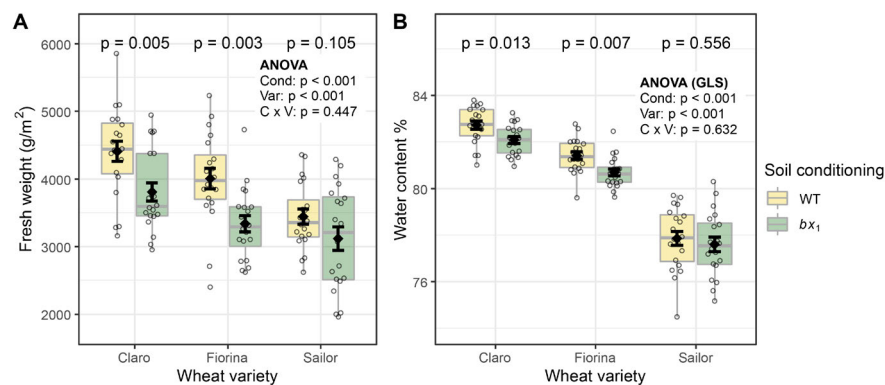 A
p = 0.005
p = 0.003
p = 0.105
ANOVA
Cond: p < 0.001
Var: p < 0.001
C x V: p = 0.447
6000
5000
4000
3000
2000
Fresh weight (g/m²)
Claro
Fiorina
Sailor
Wheat variety
B
p = 0.013
p = 0.007
p = 0.556
ANOVA (GLS)
Cond: p < 0.001
Var: p < 0.001
C x V: p = 0.632
84
80
76
Water content %
Claro
Fiorina
Sailor
Wheat variety
Soil conditioning
WT
bx₁